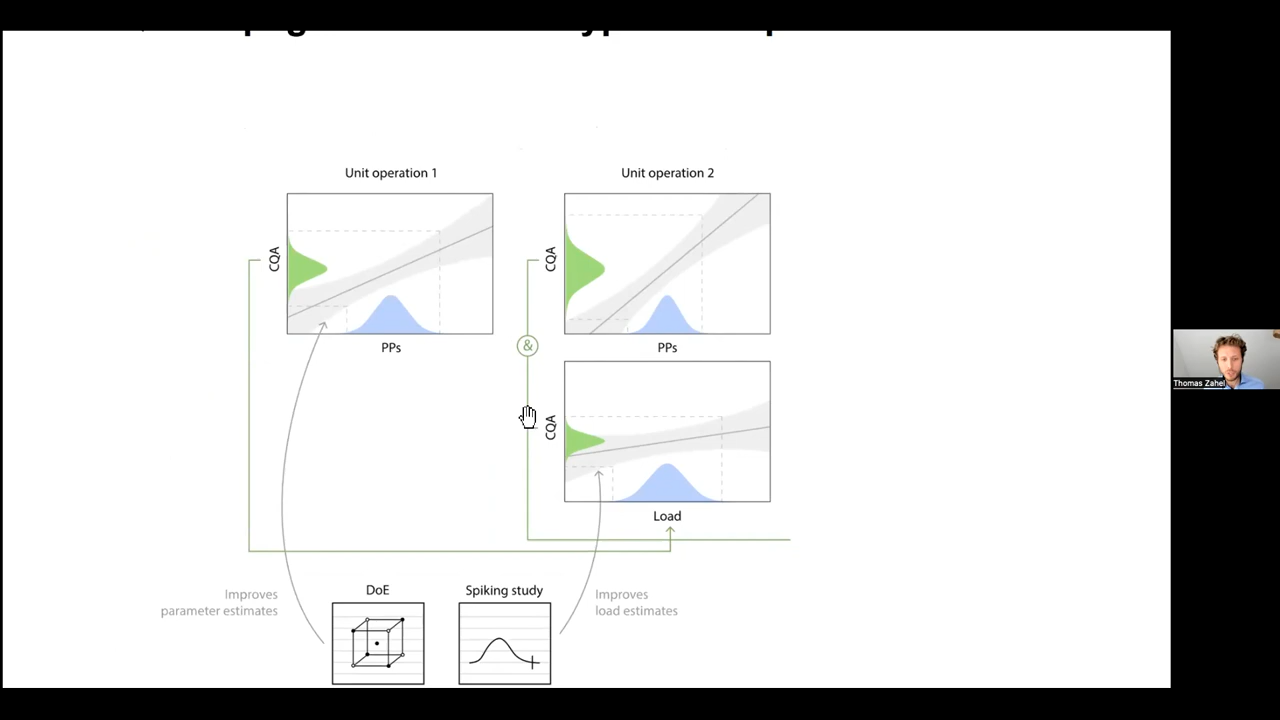 Unit operation 1
Unit operation 2
CQA
CQA
&
PPs
PPs
CQA
Load
DoE
Spiking study
Improves
parameter estimates
Improves
load estimates
Thomas Zahel